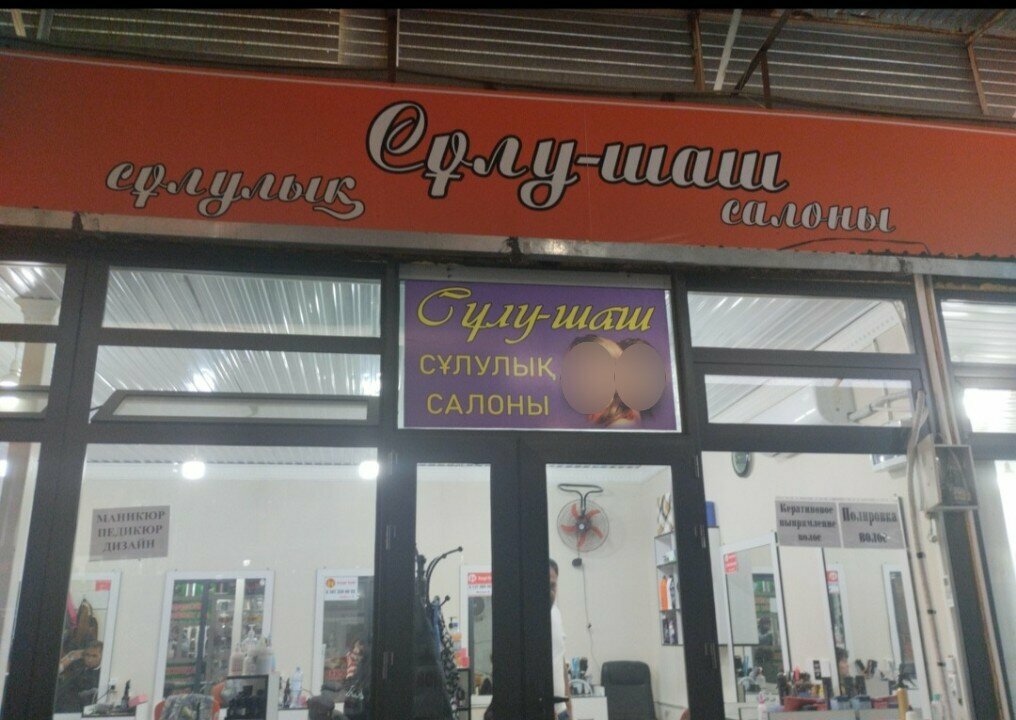 Сұлу-шаш
сұлулық
салоны
Сұлу-шаш
СҰЛУЛЫҚ
САЛОНЫ
МАНИКЮР
ПЕДИКЮР
ДИЗАЙН
Кератиновое
выпрямление
волос
Полировка
волос